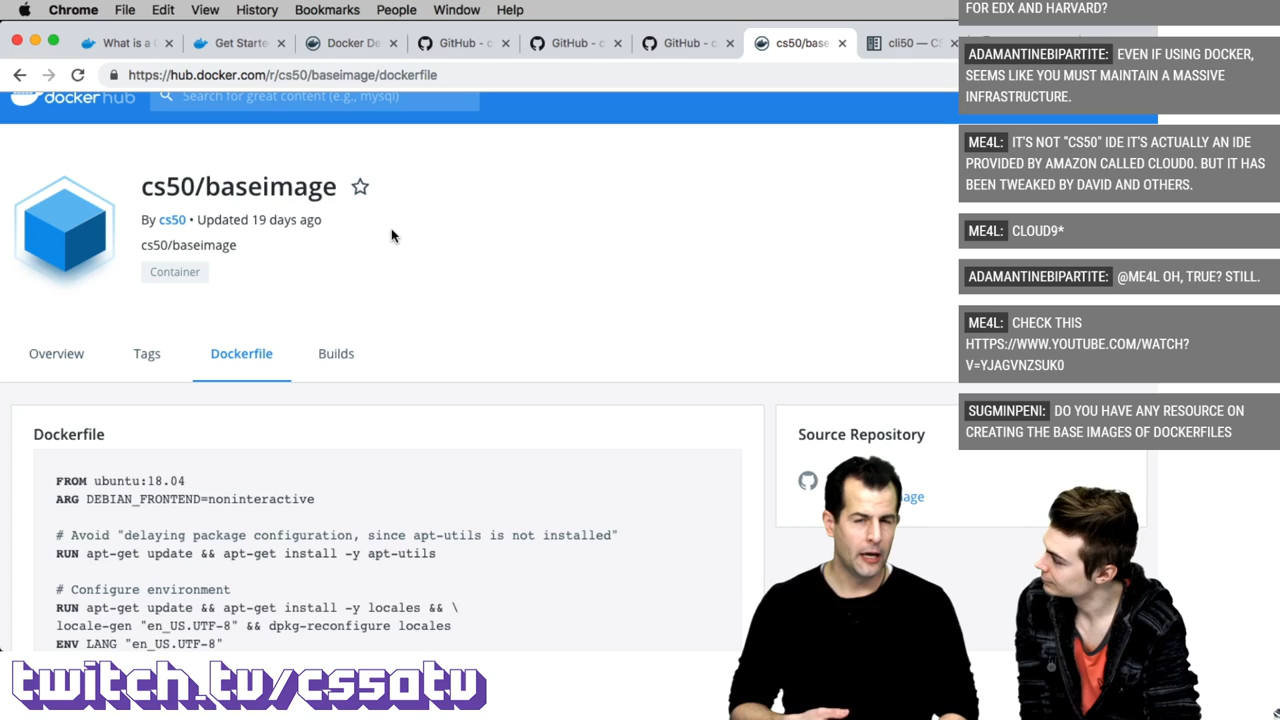 Chrome File Edit View History Bookmarks People Window Help
What is a
Get Starte
Docker De
GitHub - c
GitHub - c
GitHub - c
cs50/base
cli50 — CS
https://hub.docker.com/r/cs50/baseimage/dockerfile
dockerhub
Search for great content (e.g., mysql)
cs50/baseimage
By cs50 • Updated 19 days ago
cs50/baseimage
Container
Overview Tags Dockerfile Builds
Dockerfile
FROM ubuntu:18.04
ARG DEBIAN_FRONTEND=noninteractive
# Avoid "delaying package configuration, since apt-utils is not installed"
RUN apt-get update && apt-get install -y apt-utils
# Configure environment
RUN apt-get update && apt-get install -y locales && \
locale-gen "en_US.UTF-8" && dpkg-reconfigure locales
ENV LANG "en_US.UTF-8"
Source Repository
age
FOR EDX AND HARVARD?
ADAMANTINEBIPARTITE: EVEN IF USING DOCKER,
SEEMS LIKE YOU MUST MAINTAIN A MASSIVE
INFRASTRUCTURE.
ME4L: IT'S NOT "CS50" IDE IT'S ACTUALLY AN IDE
PROVIDED BY AMAZON CALLED CLOUD0. BUT IT HAS
BEEN TWEAKED BY DAVID AND OTHERS.
ME4L: CLOUD9*
ADAMANTINEBIPARTITE: @ME4L OH, TRUE? STILL.
ME4L: CHECK THIS
HTTPS://WWW.YOUTUBE.COM/WATCH?
V=YJAGVNZSUK0
SUGMINPENI: DO YOU HAVE ANY RESOURCE ON
CREATING THE BASE IMAGES OF DOCKERFILES
twitch.tv/cs50tv